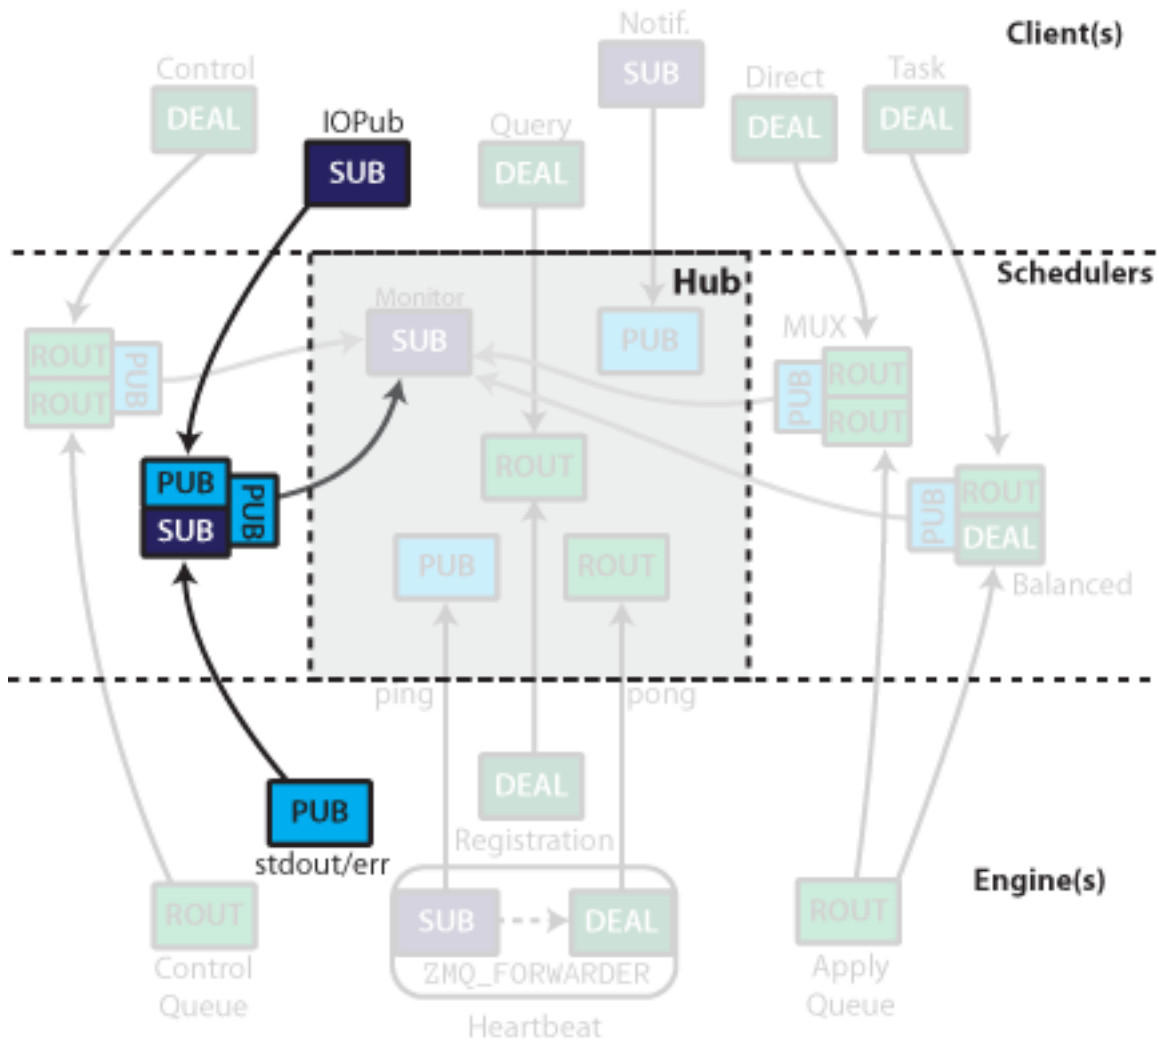 Notif.
Client(s)
Control
SUB
Direct
Task
DEAL
IOPub
Query
DEAL
DEAL
SUB
DEAL
Hub
Schedulers
Monitor
SUB
PUB
MUX
ROUT
PUB
ROUT
PUB
ROUT
ROUT
ROUT
PUB
PUB
SUB
PUB
ROUT
DEAL
PUB
ROUT
Balanced
ping
pong
DEAL
PUB
Registration
stdout/err
Engine(s)
ROUT
SUB
DEAL
ROUT
ZMQ_FORWARDER
Control
Queue
Apply
Queue
Heartbeat